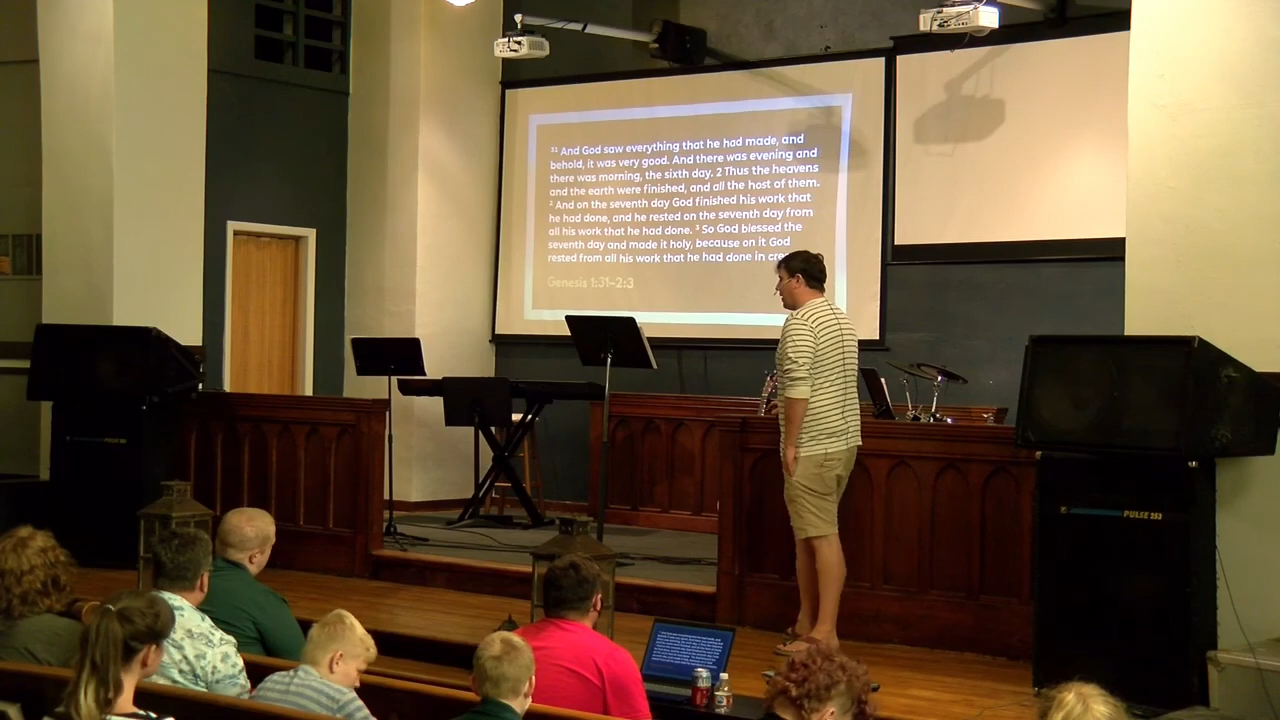 31 And God saw everything that he had made, and
behold, it was very good. And there was evening and
there was morning, the sixth day. 2 Thus the heavens
and the earth were finished, and all the host of them.
2 And on the seventh day God finished his work that
he had done, and he rested on the seventh day from
all his work that he had done. 3 So God blessed the
seventh day and made it holy, because on it God
rested from all his work that he had done in
Genesis 1:31–2:3
PULSE 253